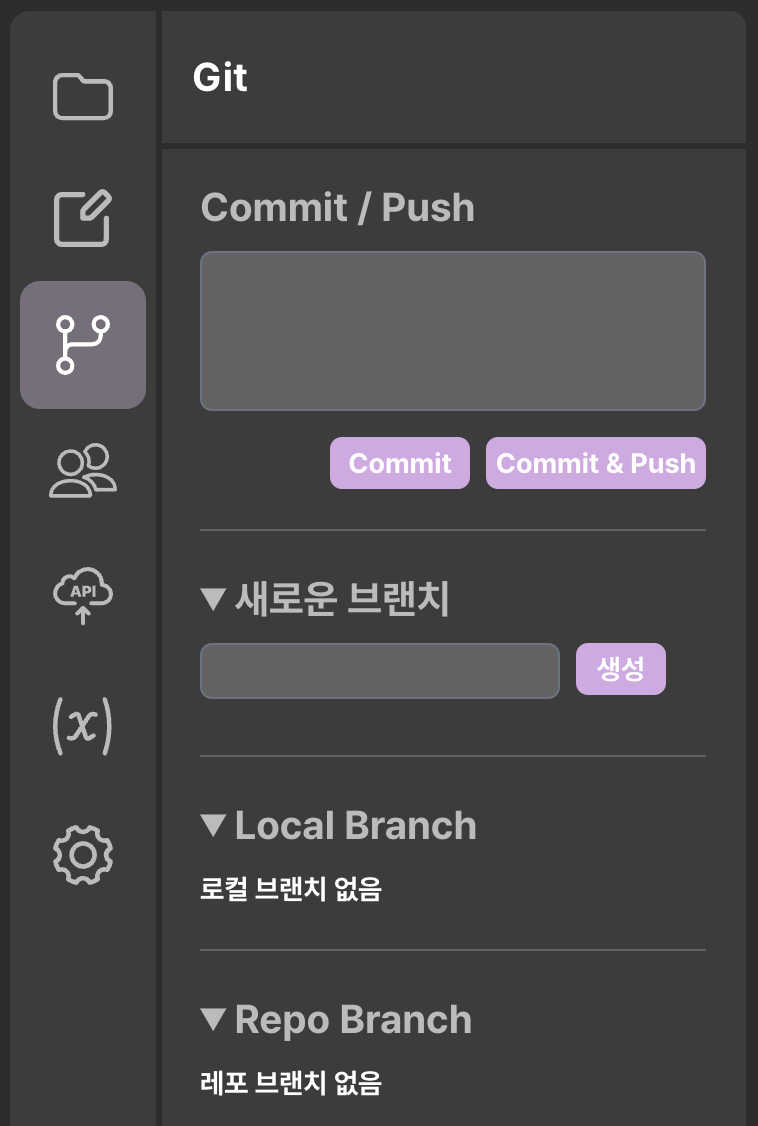 Git
Commit / Push
Commit
Commit & Push
▼ 새로운 브랜치
생성
API
(x)
▼ Local Branch
로컬 브랜치 없음
▼ Repo Branch
레포 브랜치 없음